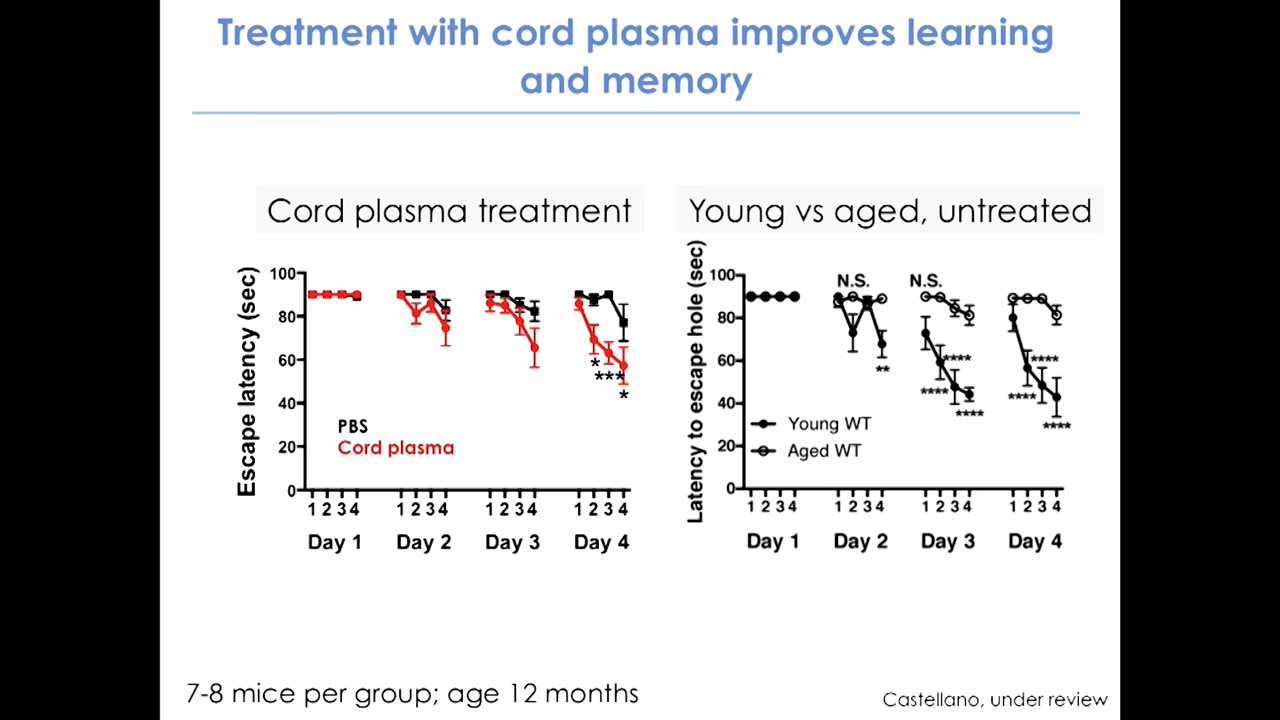 Treatment with cord plasma improves learning
and memory
Cord plasma treatment
Escape latency (sec)
100
80
60
40
20
0
*
***
*
PBS
Cord plasma
1 2 3 4
1 2 3 4
1 2 3 4
1 2 3 4
Day 1
Day 2
Day 3
Day 4
Young vs aged, untreated
Latency to escape hole (sec)
100
80
60
40
20
0
N.S.
N.S.
**
****
****
****
****
****
****
Young WT
Aged WT
1 2 3 4
1 2 3 4
1 2 3 4
1 2 3 4
Day 1
Day 2
Day 3
Day 4
7-8 mice per group; age 12 months
Castellano, under review